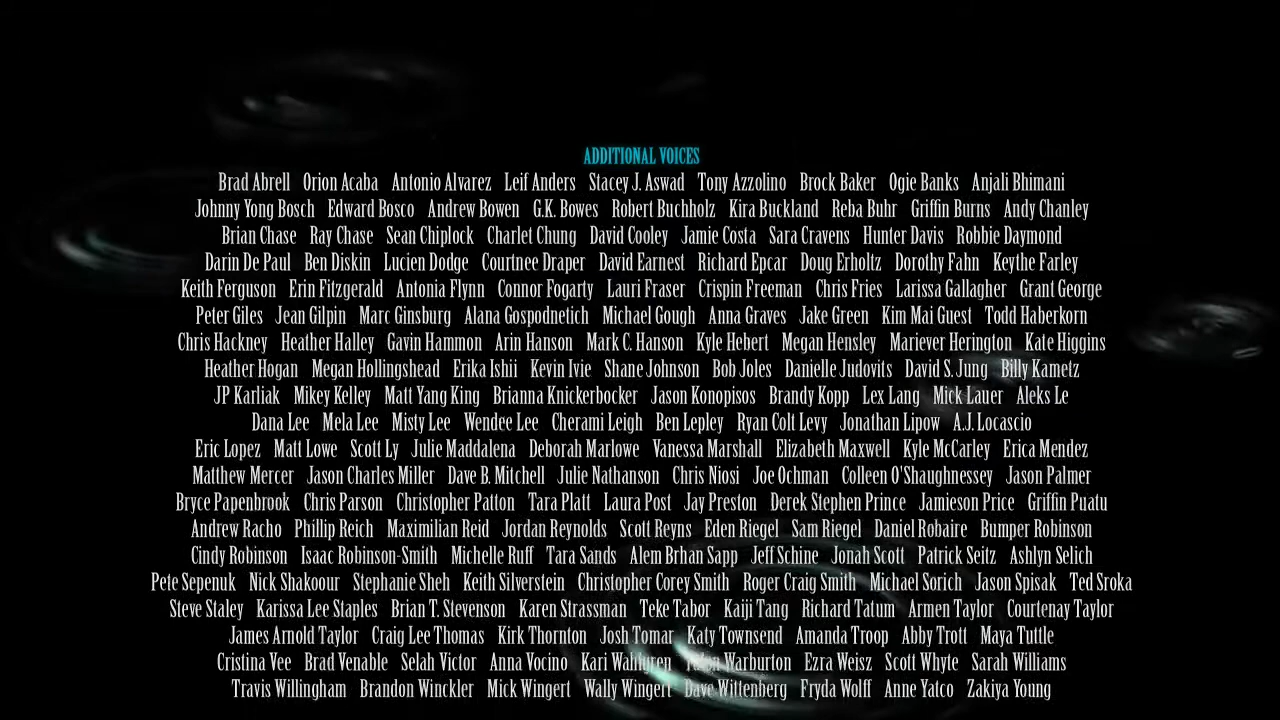 ADDITIONAL VOICES
Brad Abrell Orion Acaba Antonio Alvarez Leif Anders Stacey J. Aswad Tony Azzolino Brock Baker Ogie Banks Anjali Bhimani
Johnny Yong Bosch Edward Bosco Andrew Bowen G.K. Bowes Robert Buchholz Kira Buckland Reba Buhr Griffin Burns Andy Chanley
Brian Chase Ray Chase Sean Chiplock Charlet Chung David Cooley Jamie Costa Sara Cravens Hunter Davis Robbie Daymond
Darin De Paul Ben Diskin Lucien Dodge Courtnee Draper David Earnest Richard Epcar Doug Erholtz Dorothy Fahn Keythe Farley
Keith Ferguson Erin Fitzgerald Antonia Flynn Connor Fogarty Lauri Fraser Crispin Freeman Chris Fries Larissa Gallagher Grant George
Peter Giles Jean Gilpin Marc Ginsburg Alana Gospodnetich Michael Gough Anna Graves Jake Green Kim Mai Guest Todd Haberkorn
Chris Hackney Heather Halley Gavin Hammon Arin Hanson Mark C. Hanson Kyle Hebert Megan Hensley Mariever Herington Kate Higgins
Heather Hogan Megan Hollingshead Erika Ishii Kevin Ivie Shane Johnson Bob Joles Danielle Judovits David S. Jung Billy Kametz
JP Karliak Mikey Kelley Matt Yang King Brianna Knickerbocker Jason Konopisos Brandy Kopp Lex Lang Mick Lauer Aleks Le
Dana Lee Mela Lee Misty Lee Wendee Lee Cherami Leigh Ben Lepley Ryan Colt Levy Jonathan Lipow A.J. Locascio
Eric Lopez Matt Lowe Scott Ly Julie Maddalena Deborah Marlowe Vanessa Marshall Elizabeth Maxwell Kyle McCarley Erica Mendez
Matthew Mercer Jason Charles Miller Dave B. Mitchell Julie Nathanson Chris Niosi Joe Ochman Colleen O'Shaughnessey Jason Palmer
Bryce Papenbrook Chris Parson Christopher Patton Tara Platt Laura Post Jay Preston Derek Stephen Prince Jamieson Price Griffin Puatu
Andrew Racho Phillip Reich Maximilian Reid Jordan Reynolds Scott Reyns Eden Riegel Sam Riegel Daniel Robaire Bumper Robinson
Cindy Robinson Isaac Robinson-Smith Michelle Ruff Tara Sands Alem Brhan Sapp Jeff Schine Jonah Scott Patrick Seitz Ashlyn Selich
Pete Sepenuk Nick Shakoour Stephanie Sheh Keith Silverstein Christopher Corey Smith Roger Craig Smith Michael Sorich Jason Spisak Ted Sroka
Steve Staley Karissa Lee Staples Brian T. Stevenson Karen Strassman Teke Tabor Kaiji Tang Richard Tatum Armen Taylor Courtenay Taylor
James Arnold Taylor Craig Lee Thomas Kirk Thornton Josh Tomar Katy Townsend Amanda Troop Abby Trott Maya Tuttle
Cristina Vee Brad Venable Selah Victor Anna Vocino Kari Wahlgren Warburton Ezra Weisz Scott Whyte Sarah Williams
Travis Willingham Brandon Winckler Mick Wingert Wally Wingert Dave Wittenberg Fryda Wolff Anne Yatco Zakiya Young